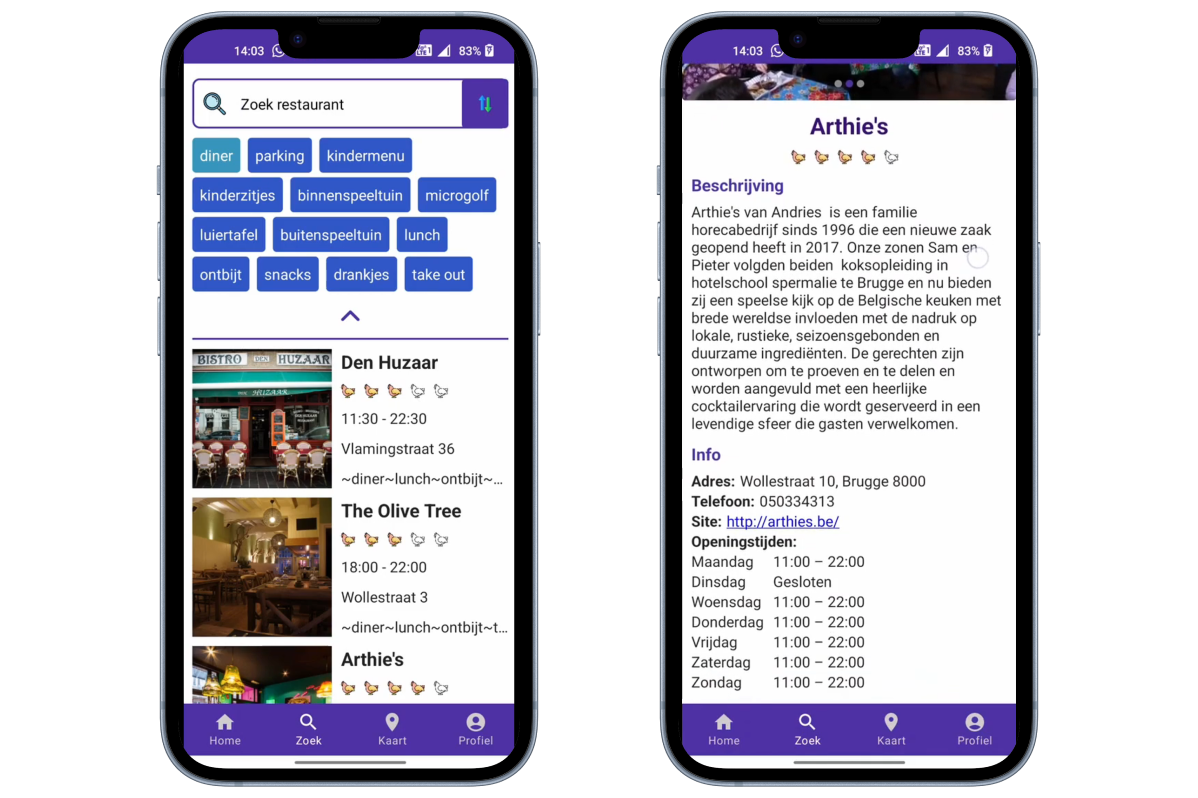 14:03
83%
Zoek restaurant
diner parking kindermenu
kinderzitjes binnenspeeltuin microgolf
luiertafel buitenspeeltuin lunch
ontbijt snacks drankjes take out
BISTRO DEN HUZAAR
HUZAAR
Den Huzaar
11:30 - 22:30
Vlamingstraat 36
~diner~lunch~ontbijt~...
The Olive Tree
18:00 - 22:00
Wollestraat 3
~diner~lunch~ontbijt~t...
Arthie's
Home Zoek Kaart Profiel
14:03
83%
Arthie's
Beschrijving
Arthie's van Andries is een familie
horecabedrijf sinds 1996 die een nieuwe zaak
geopend heeft in 2017. Onze zonen Sam en
Pieter volgden beiden koksopleiding in
hotelschool spermalie te Brugge en nu bieden
zij een speelse kijk op de Belgische keuken met
brede wereldse invloeden met de nadruk op
lokale, rustieke, seizoensgebonden en
duurzame ingrediënten. De gerechten zijn
ontworpen om te proeven en te delen en
worden aangevuld met een heerlijke
cocktailervaring die wordt geserveerd in een
levendige sfeer die gasten verwelkomen.
Info
Adres: Wollestraat 10, Brugge 8000
Telefoon: 050334313
Site: http://arthies.be/
Openingstijden:
Maandag 11:00 – 22:00
Dinsdag Gesloten
Woensdag 11:00 – 22:00
Donderdag 11:00 – 22:00
Vrijdag 11:00 – 22:00
Zaterdag 11:00 – 22:00
Zondag 11:00 – 22:00
Home Zoek Kaart Profiel